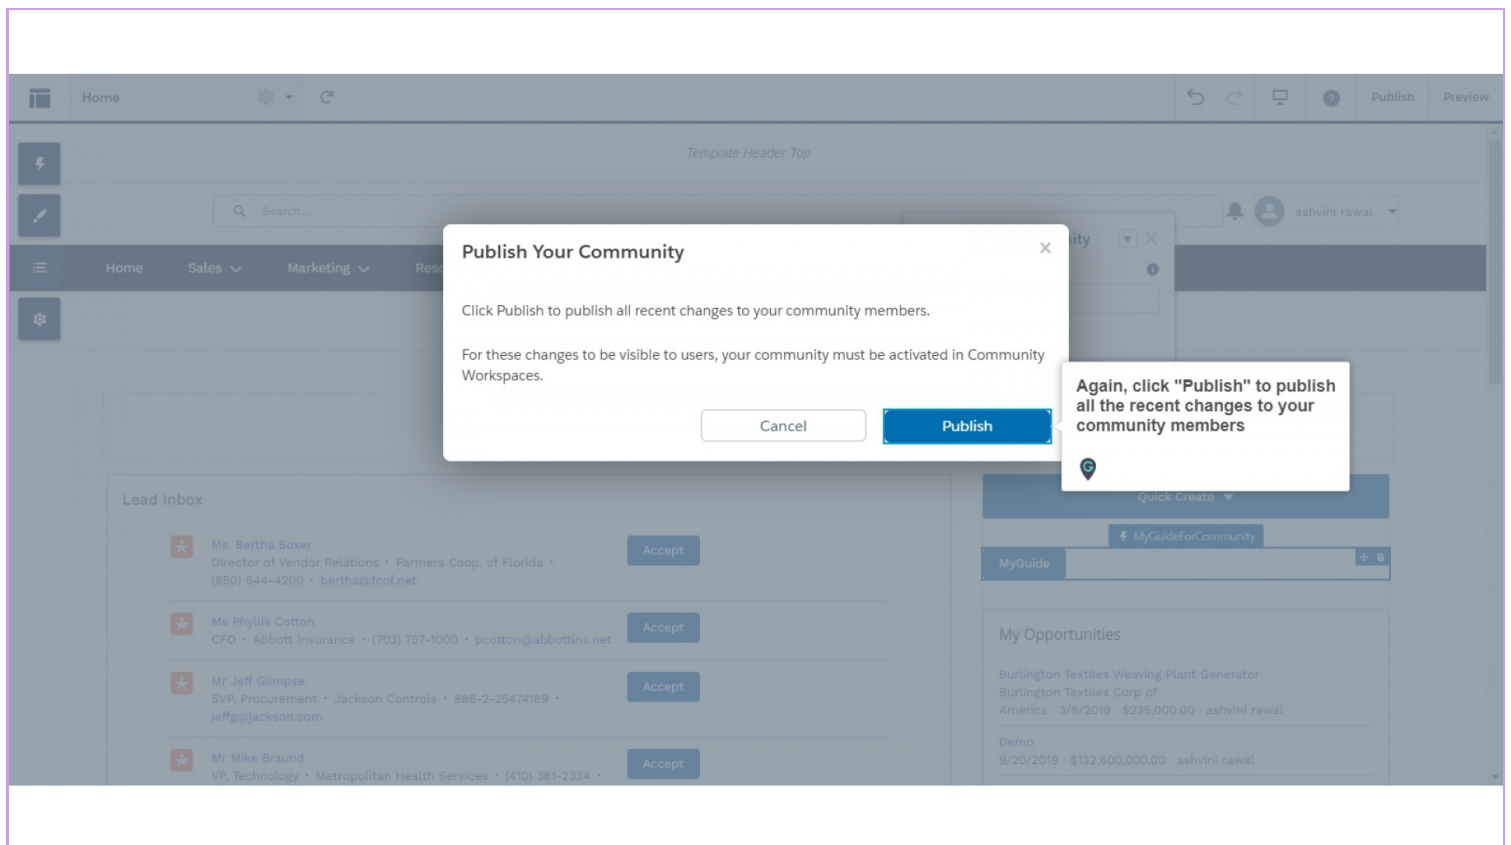 Home
Publish
Preview
Template Header Top
Search...
ashvini rawal
Home
Sales
Marketing
Reso
ity
Publish Your Community
Click Publish to publish all recent changes to your community members.
For these changes to be visible to users, your community must be activated in Community
Workspaces.
Cancel
Publish
Again, click "Publish" to publish
all the recent changes to your
community members
Quick Create
MyGuideForCommunity
MyGuide
Lead Inbox
Ms. Bertha Boxer
Director of Vendor Relations • Farmers Coop. of Florida •
(850) 644-4200 • bertha@fcof.net
Accept
Ms Phyllis Cotton
CFO • Abbott Insurance • (703) 757-1000 • pcotton@abbottins.net
Accept
Mr Jeff Glimpse
SVP, Procurement • Jackson Controls • 886-2-25474189 •
jeffg@jackson.com
Accept
Mr Mike Braund
VP, Technology • Metropolitan Health Services • (410) 381-2334 •
Accept
My Opportunities
Burlington Textiles Weaving Plant Generator
Burlington Textiles Corp of
America · 3/8/2019 · $235,000.00 · ashvini rawal
Demo
9/20/2019 · $132,600,000.00 · ashvini rawal